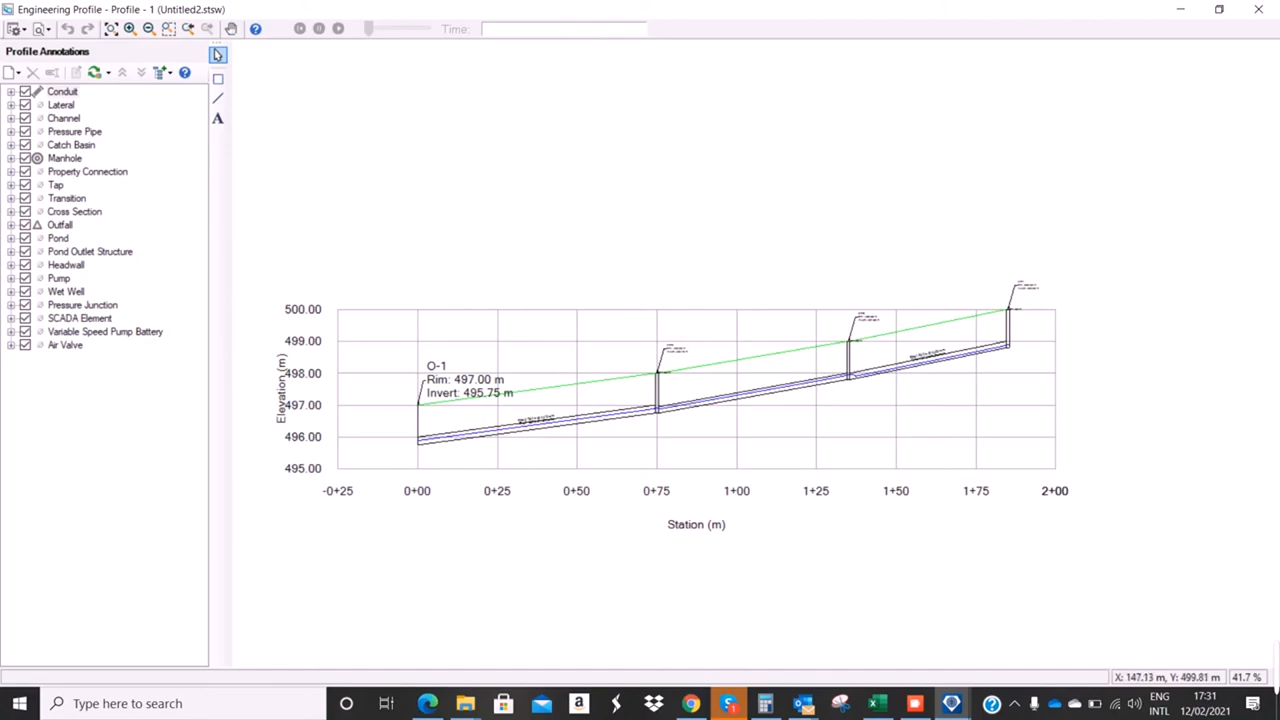 Engineering Profile - Profile - 1 (Untitled2.stsw)
Time:
Profile Annotations
Conduit
Lateral
Channel
Pressure Pipe
Catch Basin
Manhole
Property Connection
Tap
Transition
Cross Section
Outfall
Pond
Pond Outlet Structure
Headwall
Pump
Wet Well
Pressure Junction
SCADA Element
Variable Speed Pump Battery
Air Valve
A
500.00
499.00
498.00
497.00
496.00
495.00
Elevation (m)
O-1
Rim: 497.00 m
Invert: 495.75 m
-0+25 0+00 0+25 0+50 0+75 1+00 1+25 1+50 1+75 2+00
Station (m)
X: 147.13 m, Y: 499.81 m 41.7 %
Type here to search
ENG
INTL
17:31
12/02/2021